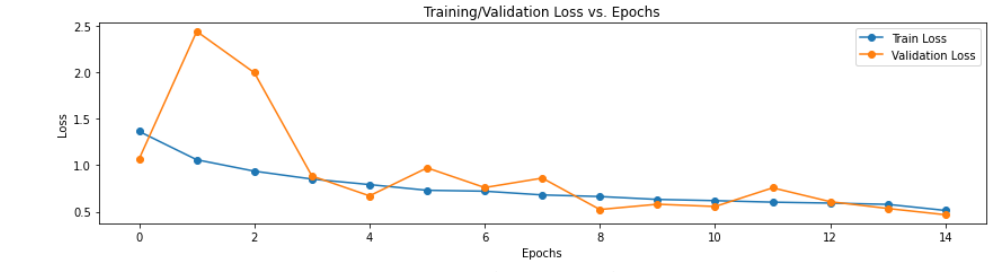 Training/Validation Loss vs. Epochs
2.5
2.0
1.5
1.0
0.5
Loss
Train Loss
Validation Loss
0 2 4 6 8 10 12 14
Epochs